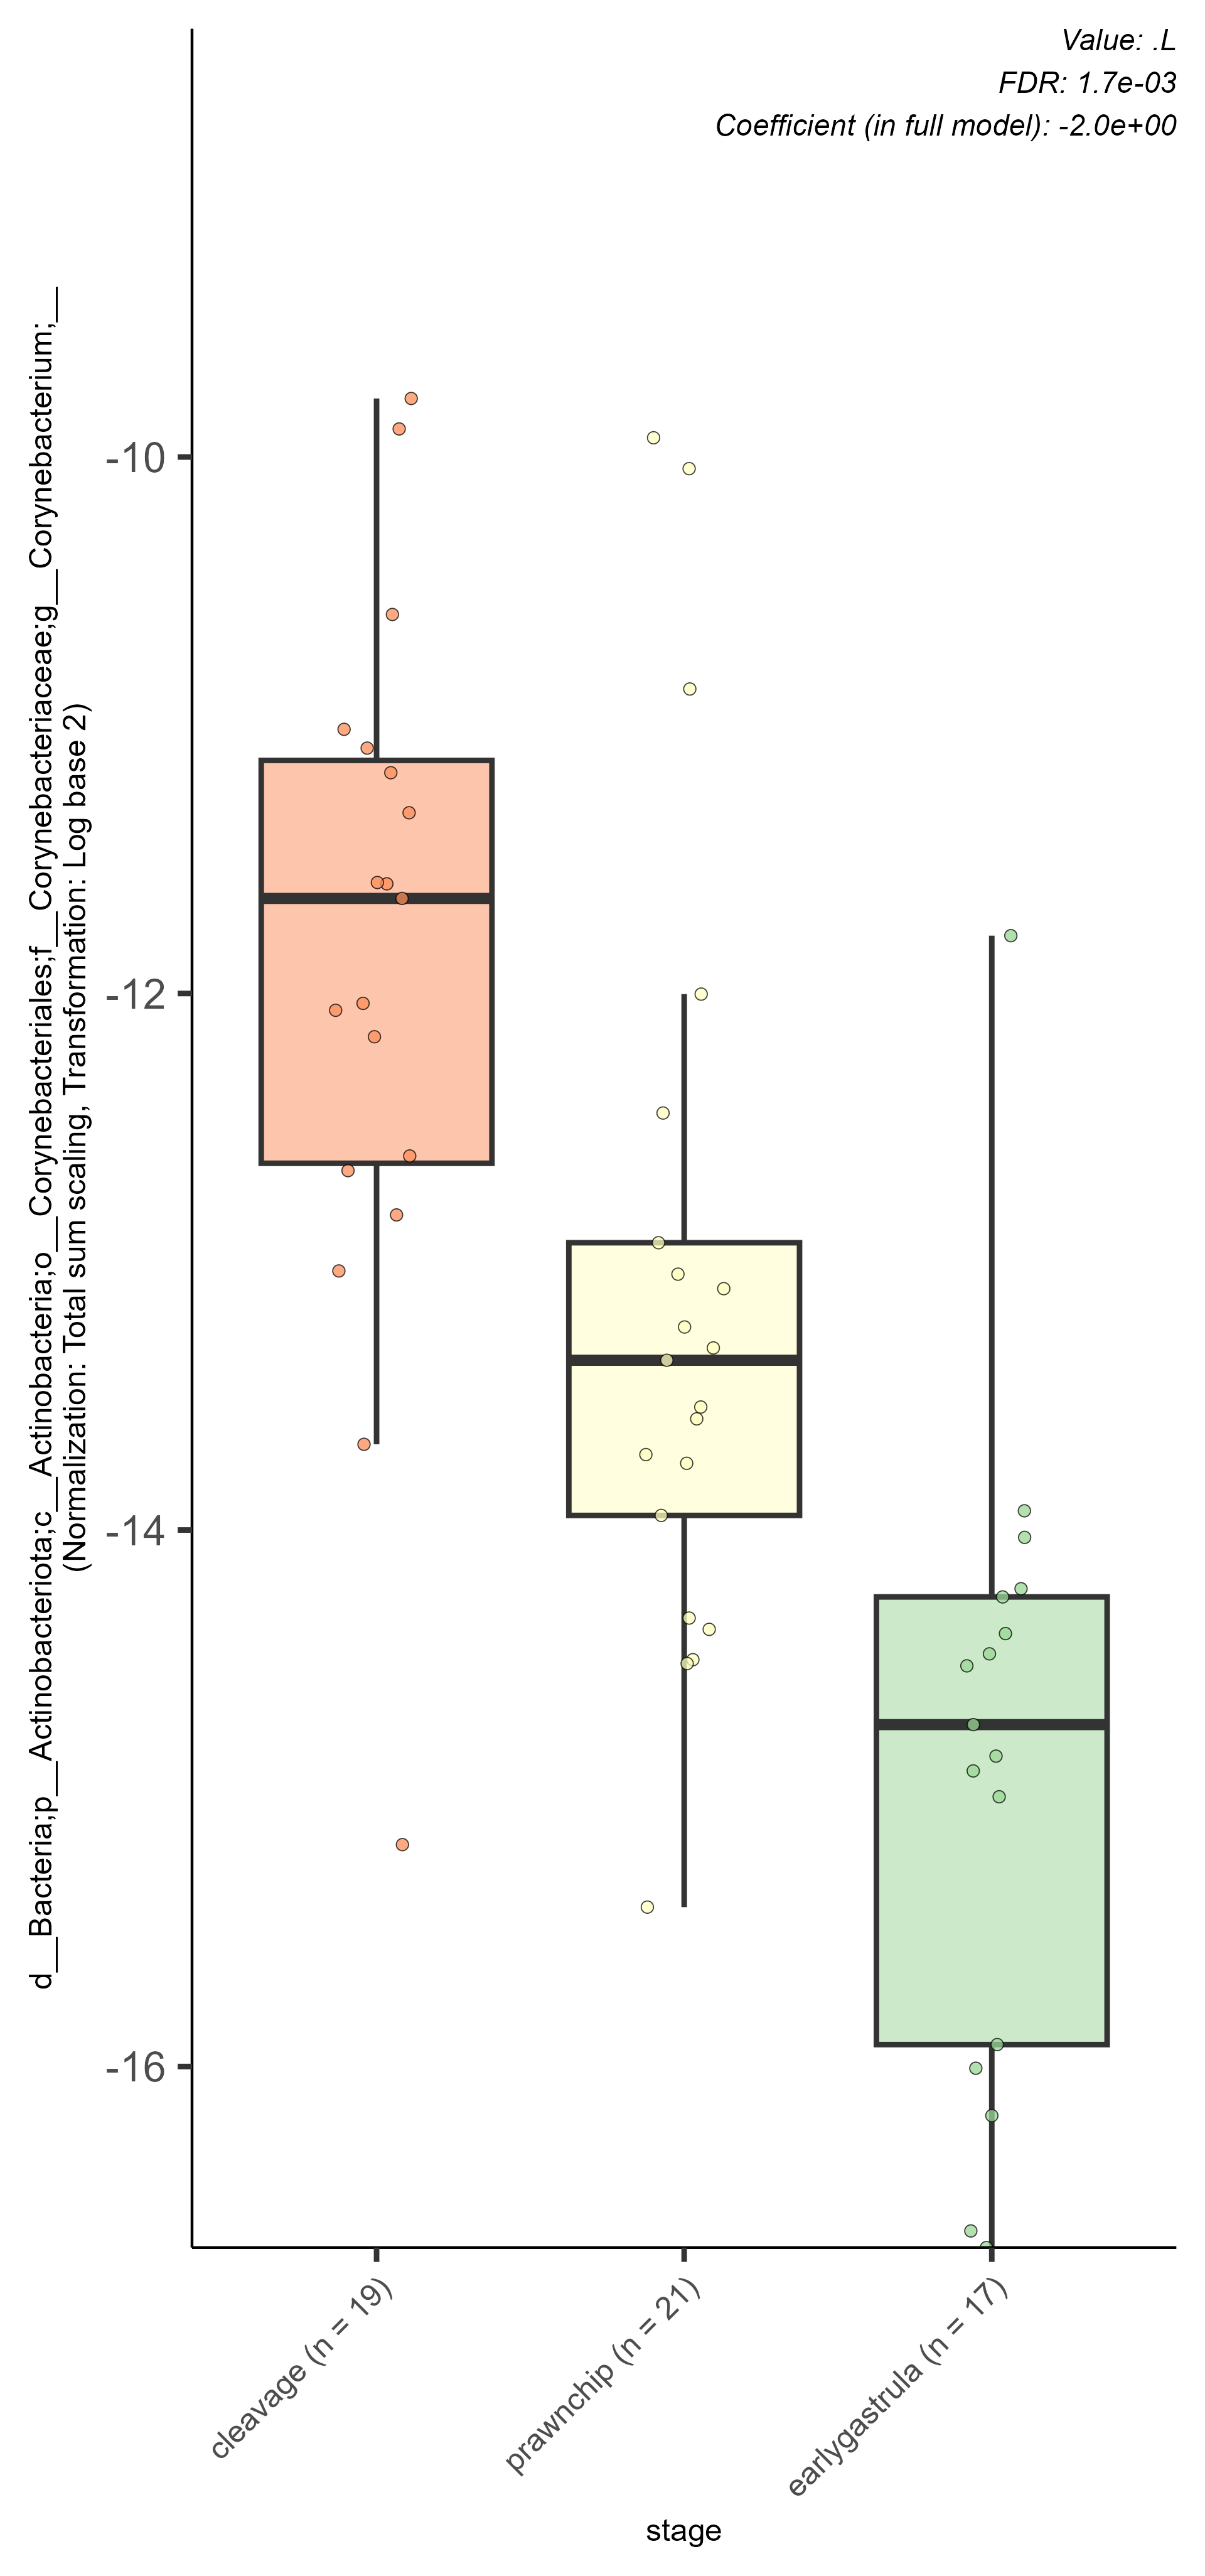 Value: .L
FDR: 1.7e-03
Coefficient (in full model): -2.0e+00
d__Bacteria;p__Actinobacteriota;c__Actinobacteria;o__Corynebacteriales;f__Corynebacteriaceae;g__Corynebacterium;__
(Normalization: Total sum scaling, Transformation: Log base 2)
-10
-12
-14
-16
cleavage (n = 19)
prawnchip (n = 21)
earlygastrula (n = 17)
stage